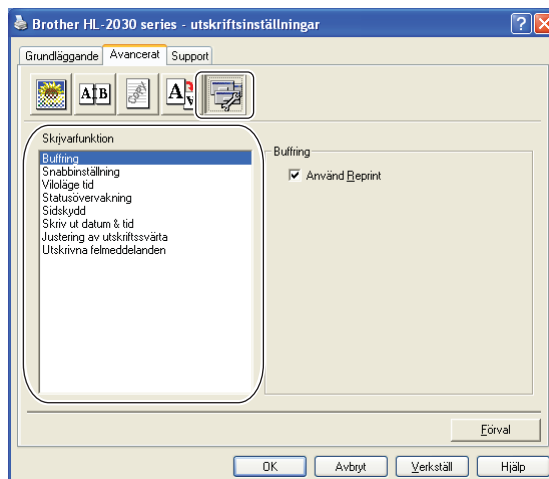 Brother HL-2030 series - utskriftsinställningar
Grundläggande Avancerat Support
A B
A
Skrivarfunktion
Buffring
Snabbinställning
Viloläge tid
Statusövervakning
Sidskydd
Skriv ut datum & tid
Justering av utskriftssvärta
Utskrivna felmeddelanden
Buffring
Använd Reprint
Förval
OK Avbryt Verkställ Hjälp